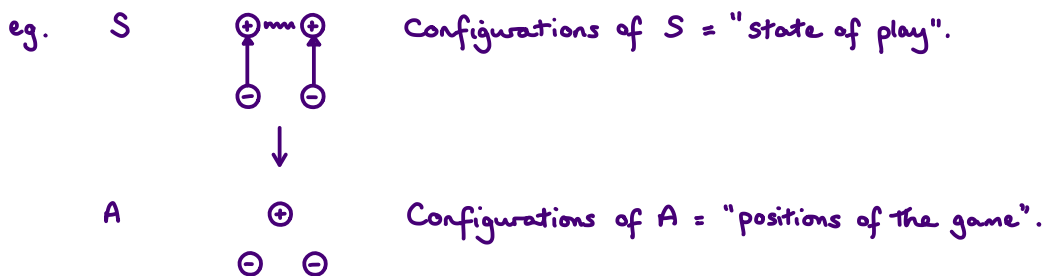 eg. S ⊕ ⊕ Configurations of S = "state of play".
⊖ ⊖
A ⊕ Configurations of A = "positions of the game".
⊖ ⊖